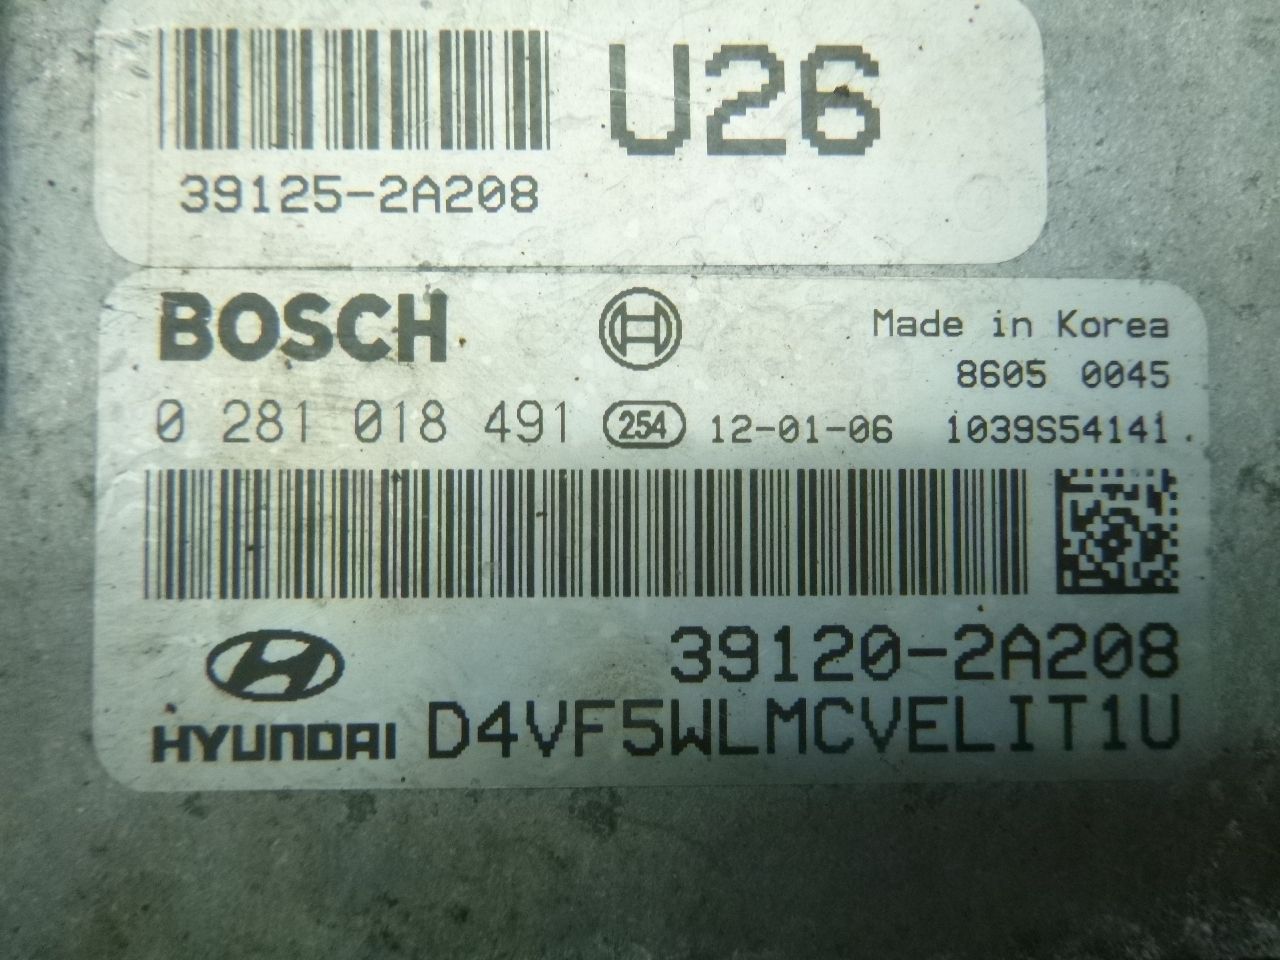 U26
39125-2A208
BOSCH
Made in Korea
8605 0045
0 281 018 491 254 12-01-06 1039S54141
39120-2A208
HYUNDAI D4VF5WLMCVELIT1U